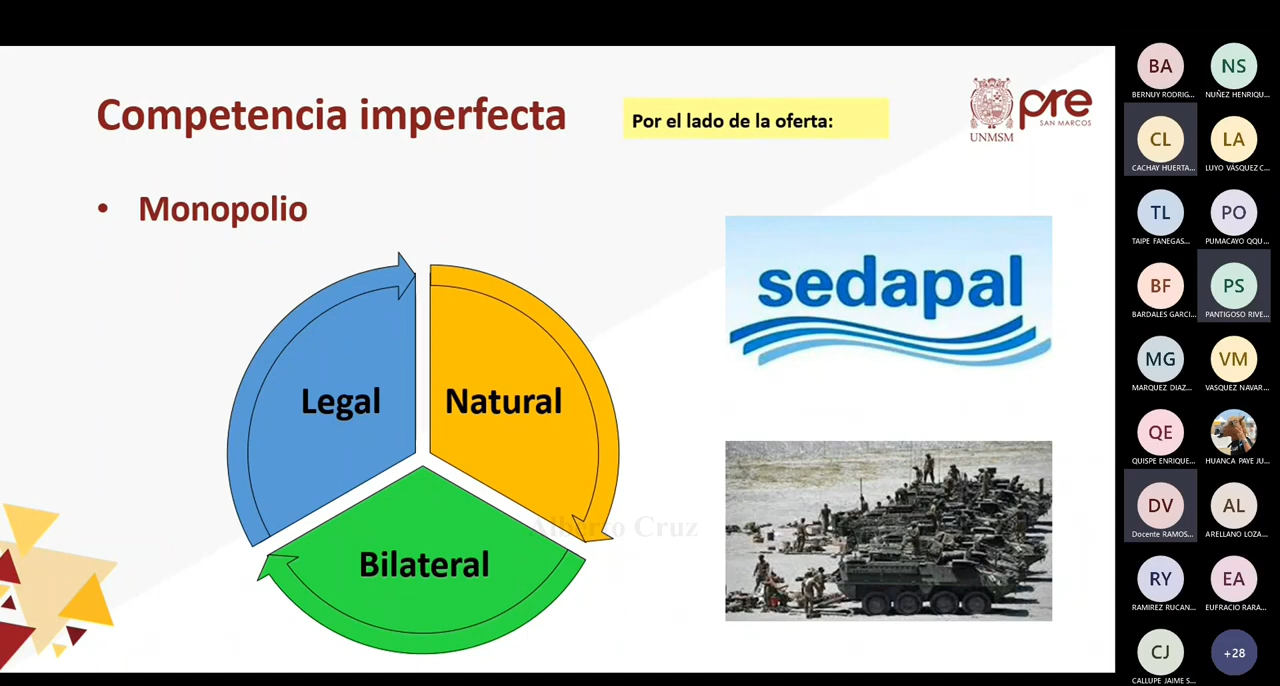 Competencia imperfecta
Por el lado de la oferta:
UNMSM
pre
SAN MARCOS
• Monopolio
sedapal
Legal
Natural
Bilateral
Alberto Cruz
BA
NS
BERNUY RODRIG...
NUÑEZ HENRIQU...
CL
LA
CACHAY HUERTA...
LUYO VASQUEZ C...
TL
PO
TAIPE FANEGAS...
PUMACAYO QQU...
BF
PS
BARDALES GARCI...
PANTIGOSO RIVE...
MG
VM
MARQUEZ DIAZ...
VASQUEZ NAVAR...
QE
QUISPE ENRIQUE...
HUANCA PAYE JU...
DV
AL
Docente RAMOS...
ARELLANO LOZA...
RY
EA
RAMIREZ RUCAN...
EUFRACIO RARA...
CJ
+28
CALLUPE JAIME S...